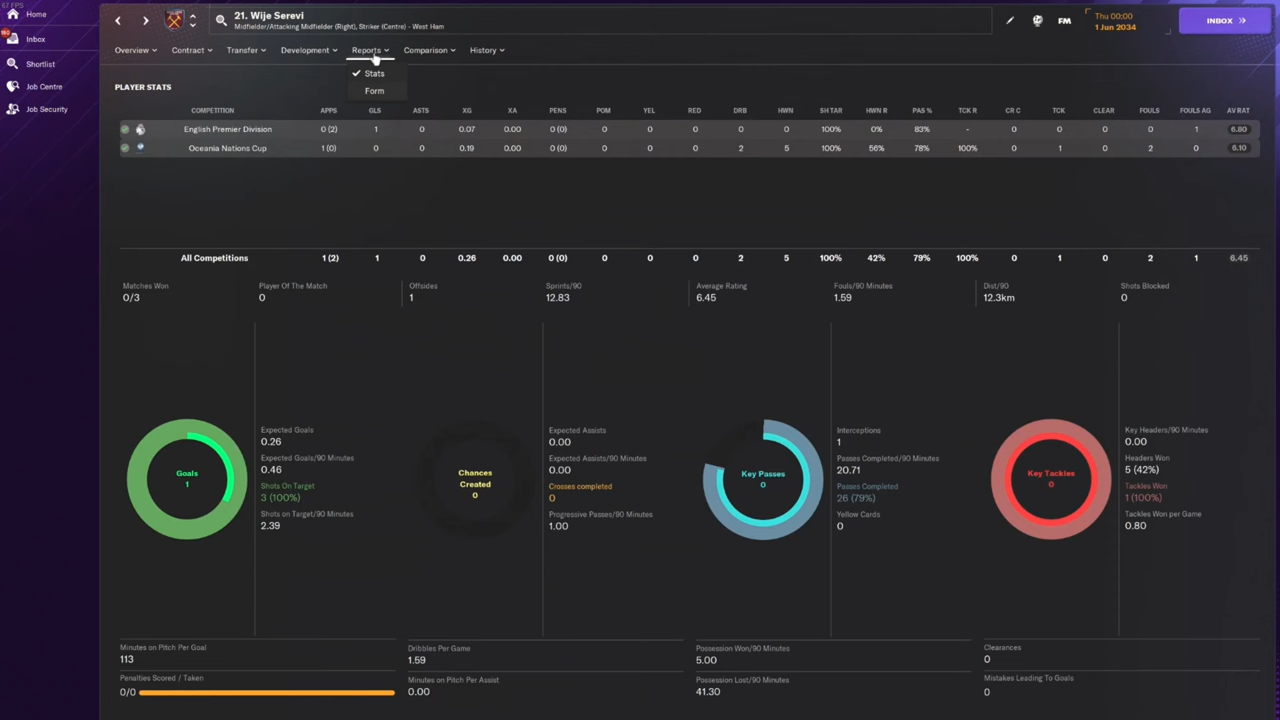 57 FPS
Home
Inbox
Shortlist
Job Centre
Job Security
21. Wije Serevi
Midfielder/Attacking Midfielder (Right), Striker (Centre) - West Ham
FM
Thu 00:00
1 Jun 2034
INBOX
Overview Contract Transfer Development Reports Comparison History
Stats
Form
PLAYER STATS
COMPETITION APPS GLS ASTS XG XA PENS POM YEL RED DRB HWN SH TAR HWN R PAS % TCK R CR C TCK CLEAR FOULS FOULS AG AV RAT
English Premier Division 0 (2) 1 0 0.07 0.00 0 (0) 0 0 0 0 0 100% 0% 83% - 0 0 0 0 1 6.80
Oceania Nations Cup 1 (0) 0 0 0.19 0.00 0 (0) 0 0 0 2 5 100% 56% 78% 100% 0 1 0 2 0 6.10
All Competitions 1 (2) 1 0 0.26 0.00 0 (0) 0 0 0 2 5 100% 42% 79% 100% 0 1 0 2 1 6.45
Matches Won Player Of The Match Offsides Sprints/90 Average Rating Fouls/90 Minutes Dist/90 Shots Blocked
0/3 0 1 12.83 6.45 1.59 12.3km 0
Goals
1
Expected Goals
0.26
Expected Goals/90 Minutes
0.46
Shots On Target
3 (100%)
Shots on Target/90 Minutes
2.39
Chances
Created
0
Expected Assists
0.00
Expected Assists/90 Minutes
0.00
Crosses completed
0
Progressive Passes/90 Minutes
1.00
Key Passes
0
Interceptions
1
Passes Completed/90 Minutes
20.71
Passes Completed
26 (79%)
Yellow Cards
0
Key Tackles
0
Key Headers/90 Minutes
0.00
Headers Won
5 (42%)
Tackles Won
1 (100%)
Tackles Won per Game
0.80
Minutes on Pitch Per Goal
113
Penalties Scored / Taken
0/0
Dribbles Per Game
1.59
Minutes on Pitch Per Assist
0.00
Possession Won/90 Minutes
5.00
Possession Lost/90 Minutes
41.30
Clearances
0
Mistakes Leading To Goals
0